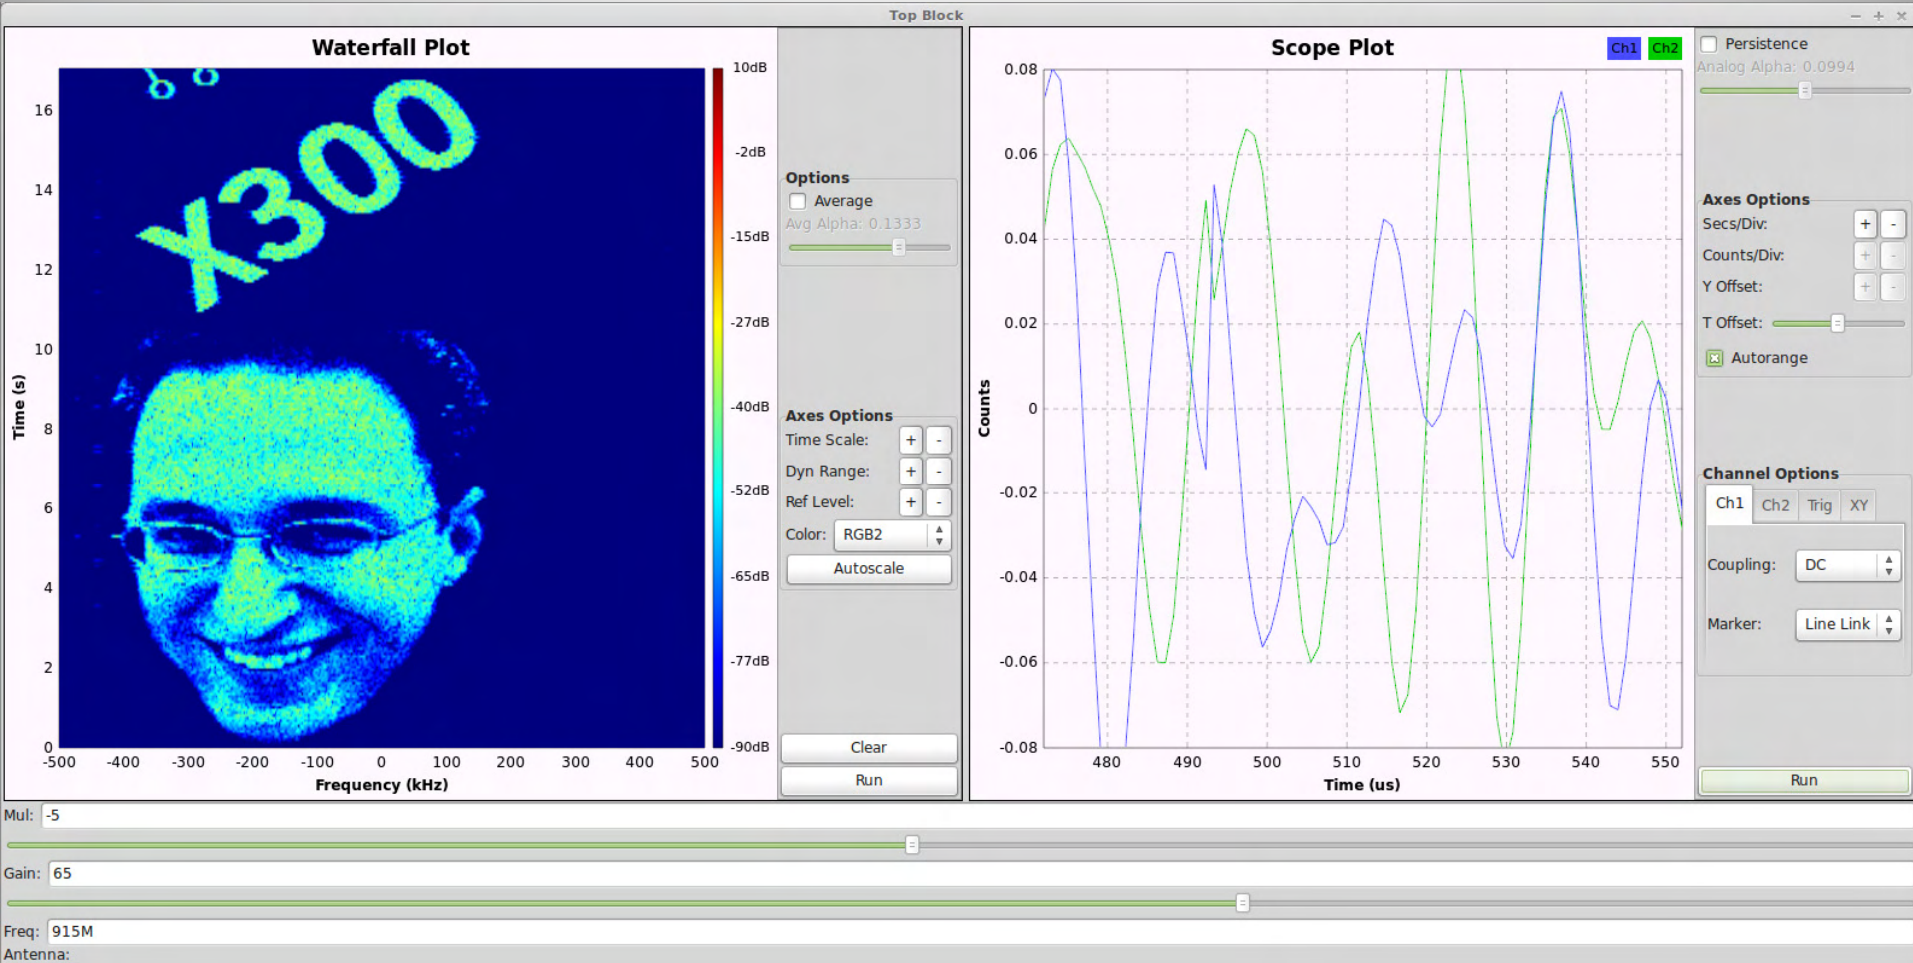 Top Block
Waterfall Plot
X300
10dB
-2dB
-15dB
-27dB
-40dB
-52dB
-65dB
-77dB
-90dB
16
14
12
10
8
6
4
2
0
Time (s)
-500 -400 -300 -200 -100 0 100 200 300 400 500
Frequency (kHz)
Options
Average
Avg Alpha: 0.1333
Axes Options
Time Scale: + -
Dyn Range: + -
Ref Level: + -
Color: RGB2
Autoscale
Clear
Run
Scope Plot
Ch1 Ch2
0.08
0.06
0.04
0.02
0
-0.02
-0.04
-0.06
-0.08
Counts
480 490 500 510 520 530 540 550
Time (us)
Persistence
Analog Alpha: 0.0994
Axes Options
Secs/Div: + -
Counts/Div: + -
Y Offset: + -
T Offset:
Autorange
Channel Options
Ch1 Ch2 Trig XY
Coupling: DC
Marker: Line Link
Run
Mul: -5
Gain: 65
Freq: 915M
Antenna: